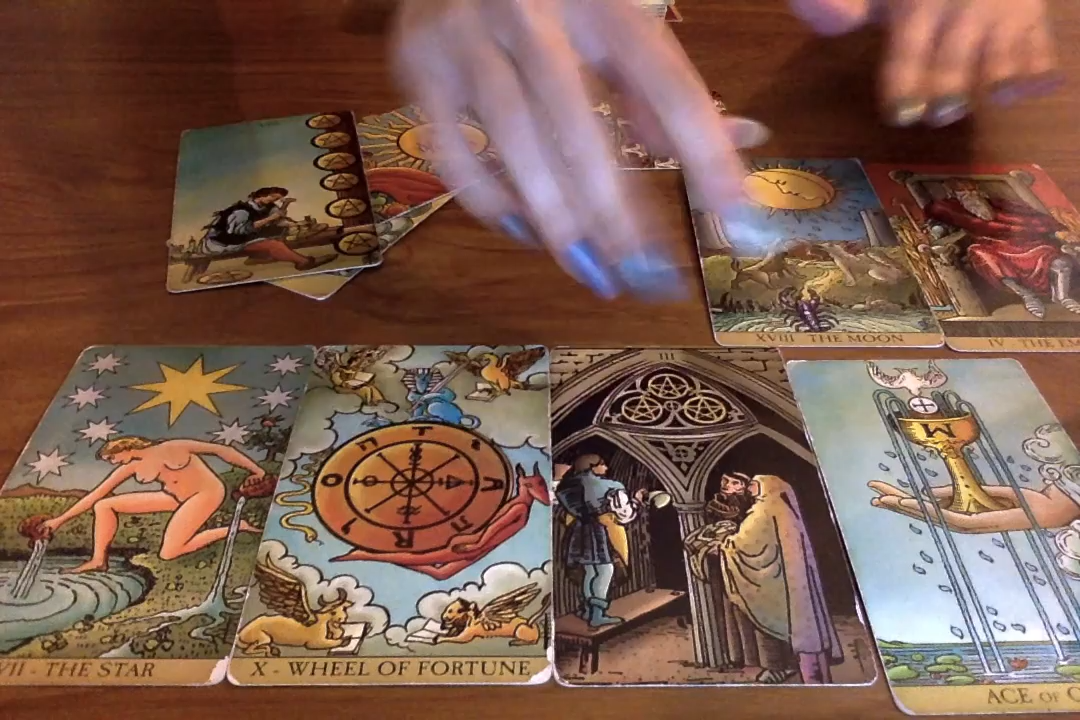 XVIII THE MOON
IV THE EM
III
VII - THE STAR
X - WHEEL OF FORTUNE
ACE OF C